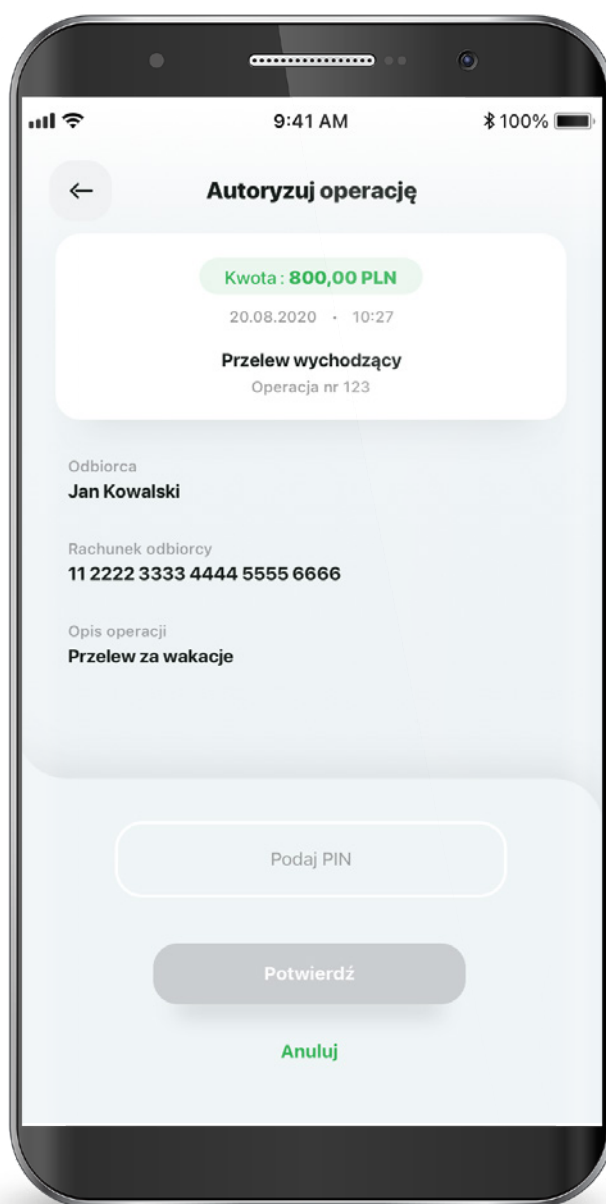 9:41 AM
100%
Autoryzuj operację
Kwota : 800,00 PLN
20.08.2020 · 10:27
Przelew wychodzący
Operacja nr 123
Odbiorca
Jan Kowalski
Rachunek odbiorcy
11 2222 3333 4444 5555 6666
Opis operacji
Przelew za wakacje
Podaj PIN
Potwierdź
Anuluj